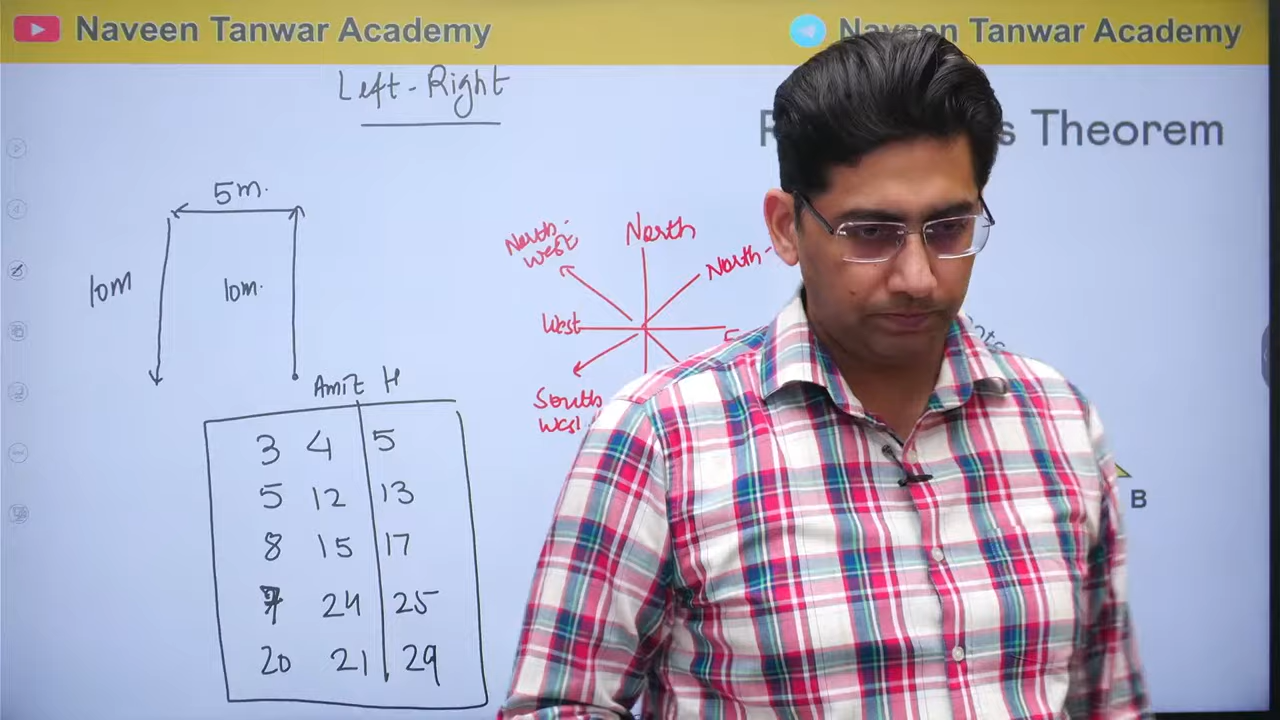 Naveen Tanwar Academy
Naveen Tanwar Academy
Left-Right
Theorem
5m.
10m
10m.
North-west
North
North-
West
South west
Amit H
3 4 5
5 12 13
8 15 17
7 24 25
20 21 29
B